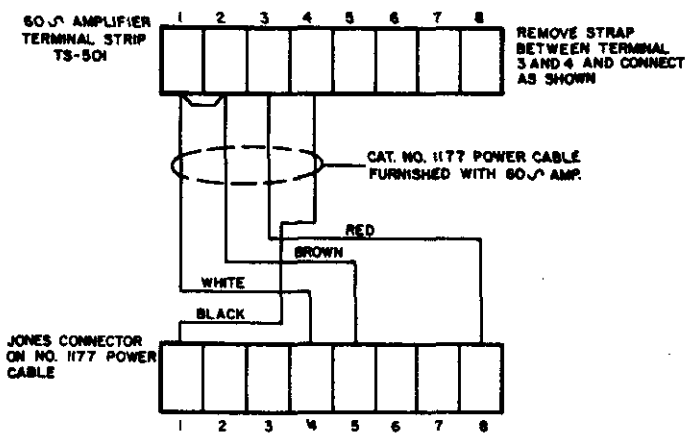 60 ∿ AMPLIFIER
TERMINAL STRIP
TS-501
1 2 3 4 5 6 7 8
REMOVE STRAP
BETWEEN TERMINAL
3 AND 4 AND CONNECT
AS SHOWN
CAT. NO. 1177 POWER CABLE
FURNISHED WITH 60 ∿ AMP.
RED
BROWN
WHITE
BLACK
JONES CONNECTOR
ON NO. 1177 POWER
CABLE
1 2 3 4 5 6 7 8